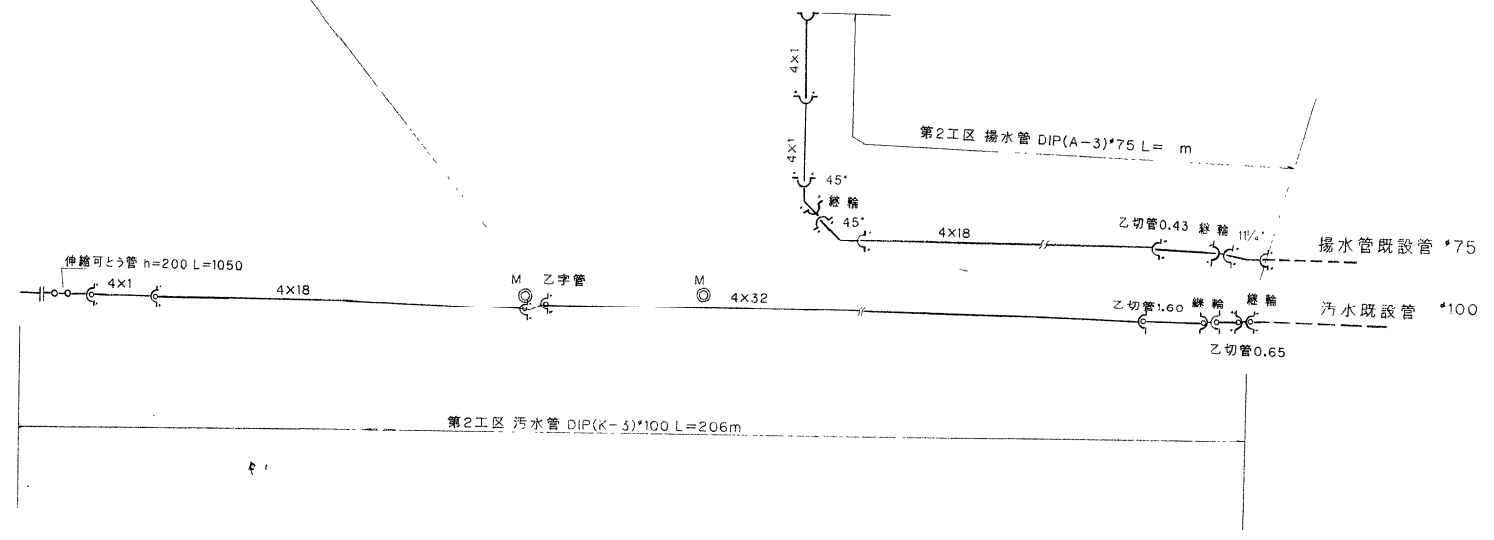 4×1
4×1
第2工区 揚水管 DIP(A-3)ᶲ75 L= m
45°
継輪
45°
4×18
乙切管0.43 継輪 11¼°
揚水管既設管 ᶲ75
伸縮可とう管 h=200 L=1050
4×1
4×18
M
乙字管
M
4×32
乙切管1.60 継輪 継輪
汚水既設管 ᶲ100
乙切管0.65
第2工区 汚水管 DIP(K-3)ᶲ100 L=206m